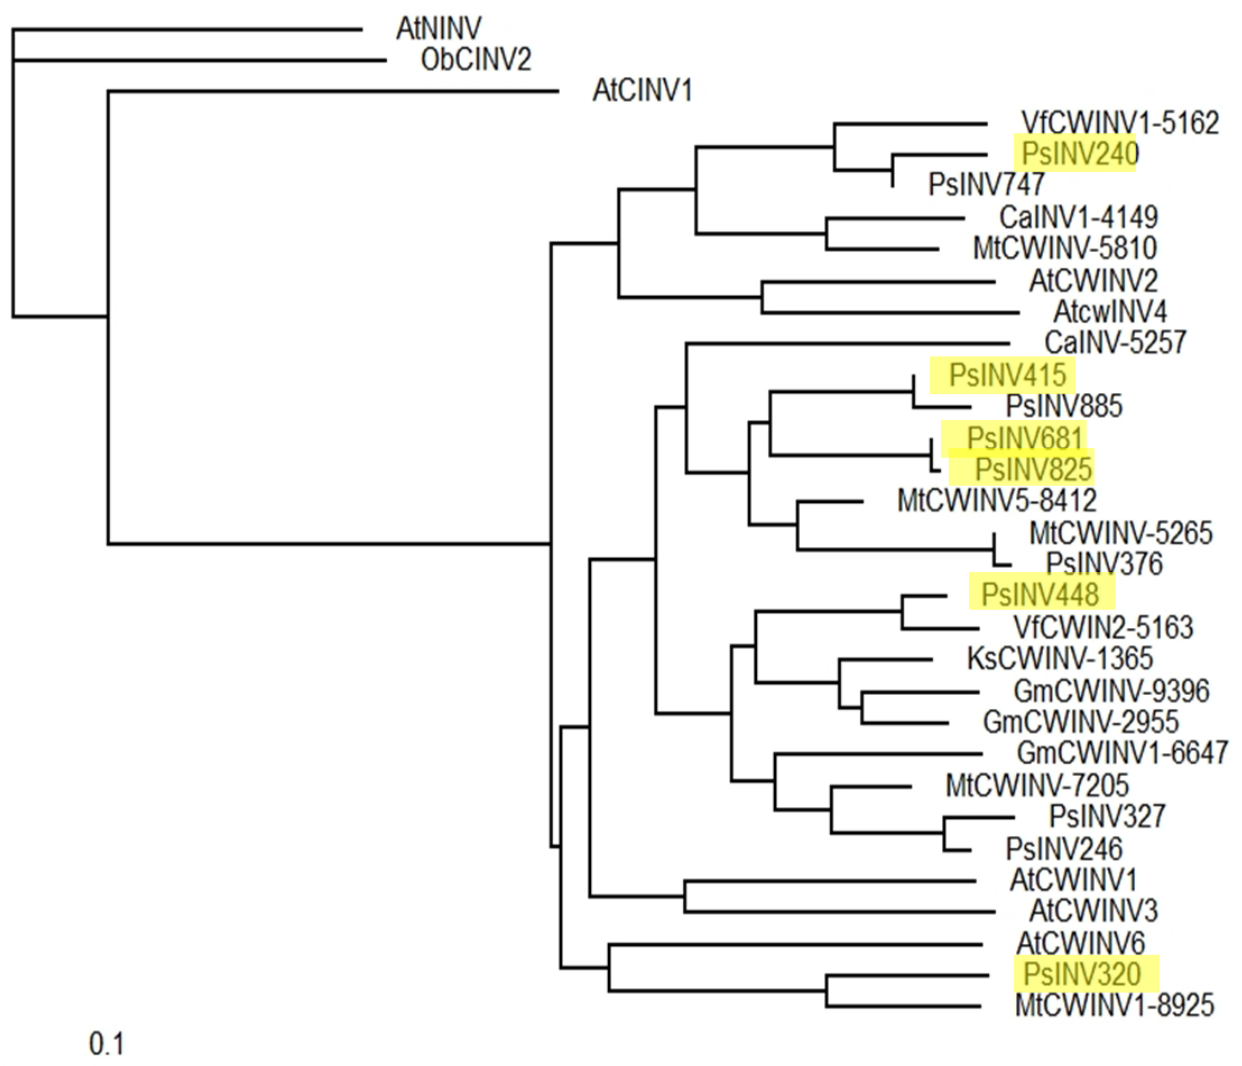 AtNINV
ObCINV2
AtCINV1
VfCWINV1-5162
PsINV240
PsINV747
CaINV1-4149
MtCWINV-5810
AtCWINV2
AtcwINV4
CaINV-5257
PsINV415
PsINV885
PsINV681
PsINV825
MtCWINV5-8412
MtCWINV-5265
PsINV376
PsINV448
VfCWIN2-5163
KsCWINV-1365
GmCWINV-9396
GmCWINV-2955
GmCWINV1-6647
MtCWINV-7205
PsINV327
PsINV246
AtCWINV1
AtCWINV3
AtCWINV6
PsINV320
MtCWINV1-8925
0.1